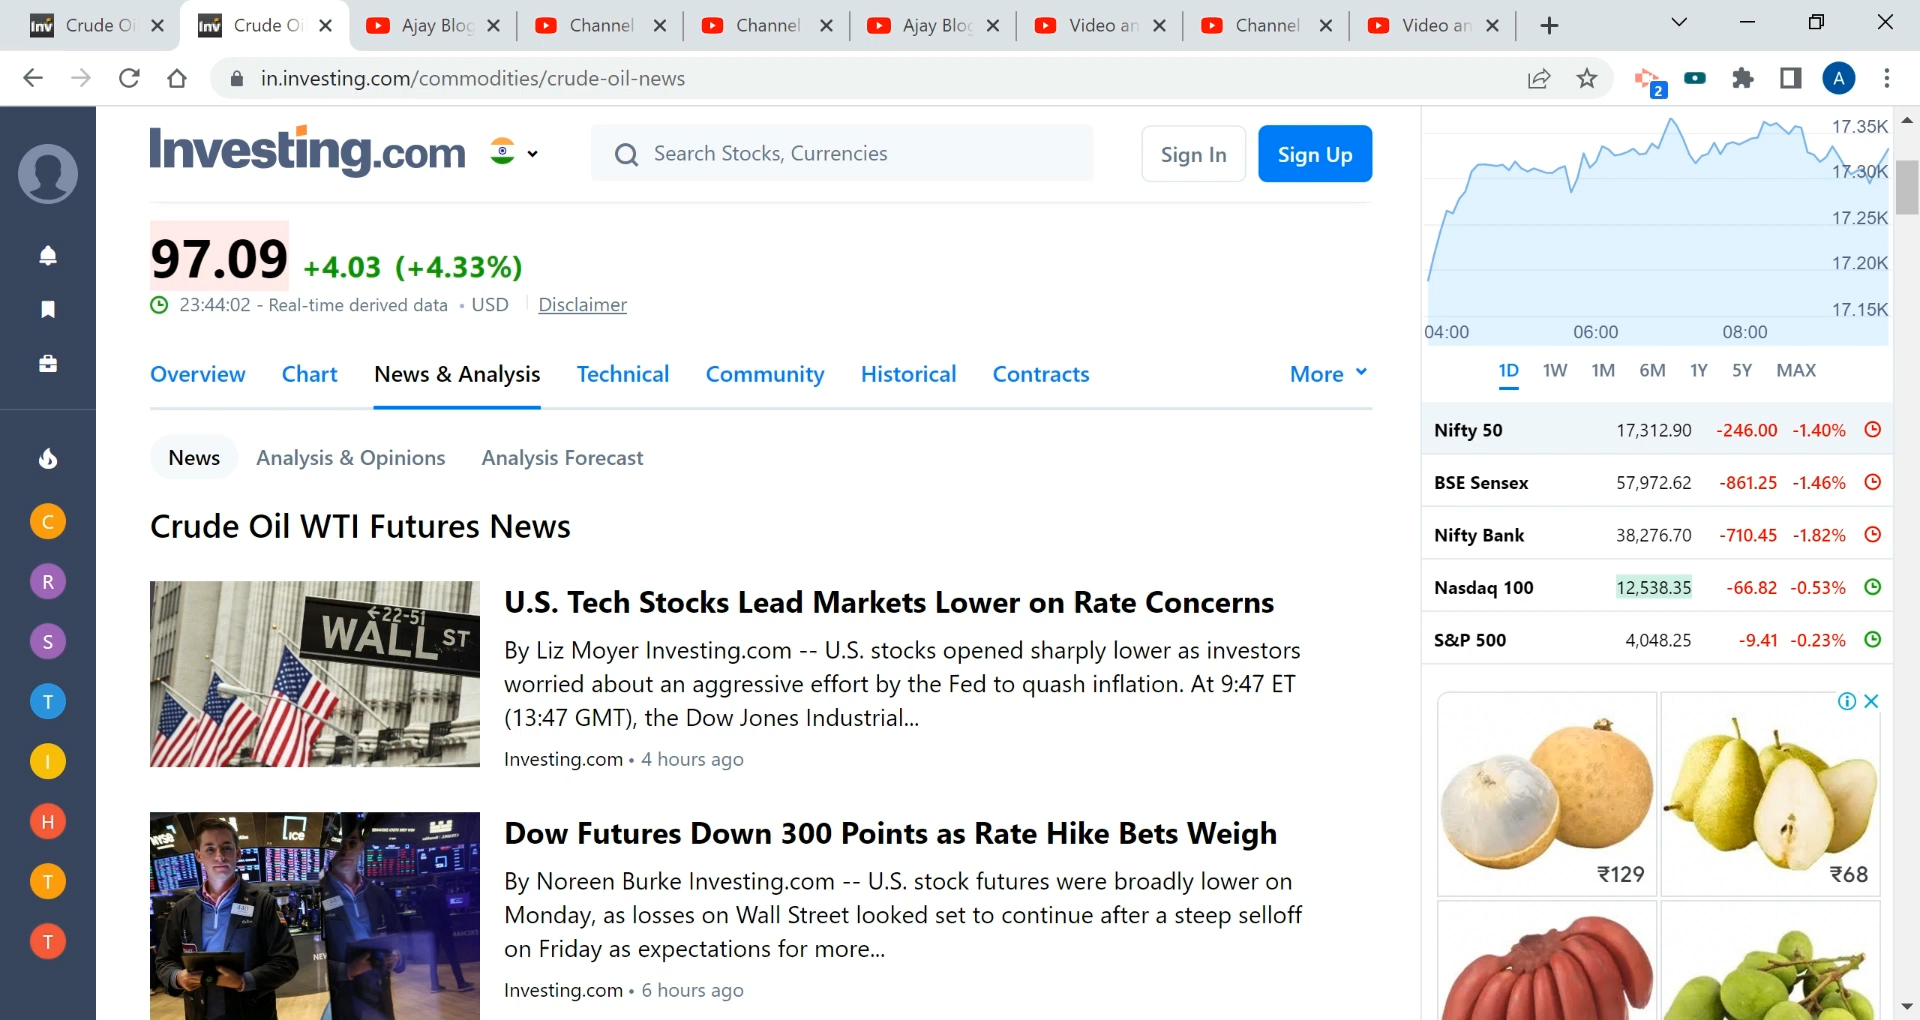 Crude Oi
Crude O
Ajay Blog
Channel
Channel
Ajay Blog
Video an
Channel
Video an
in.investing.com/commodities/crude-oil-news
2
A
Investing.com
Search Stocks, Currencies
Sign In
Sign Up
97.09 +4.03 (+4.33%)
23:44:02 - Real-time derived data • USD
Disclaimer
Overview
Chart
News & Analysis
Technical
Community
Historical
Contracts
More
News
Analysis & Opinions
Analysis Forecast
Crude Oil WTI Futures News
←22-51
WALL ST
U.S. Tech Stocks Lead Markets Lower on Rate Concerns
By Liz Moyer Investing.com -- U.S. stocks opened sharply lower as investors
worried about an aggressive effort by the Fed to quash inflation. At 9:47 ET
(13:47 GMT), the Dow Jones Industrial...
Investing.com • 4 hours ago
ice
Dow Futures Down 300 Points as Rate Hike Bets Weigh
By Noreen Burke Investing.com -- U.S. stock futures were broadly lower on
Monday, as losses on Wall Street looked set to continue after a steep selloff
on Friday as expectations for more...
Investing.com • 6 hours ago
C
R
S
T
I
H
T
T
17.35K
17.30K
17.25K
17.20K
17.15K
04:00 06:00 08:00
1D 1W 1M 6M 1Y 5Y MAX
Nifty 50 17,312.90 -246.00 -1.40%
BSE Sensex 57,972.62 -861.25 -1.46%
Nifty Bank 38,276.70 -710.45 -1.82%
Nasdaq 100 12,538.35 -66.82 -0.53%
S&P 500 4,048.25 -9.41 -0.23%
₹129
₹68